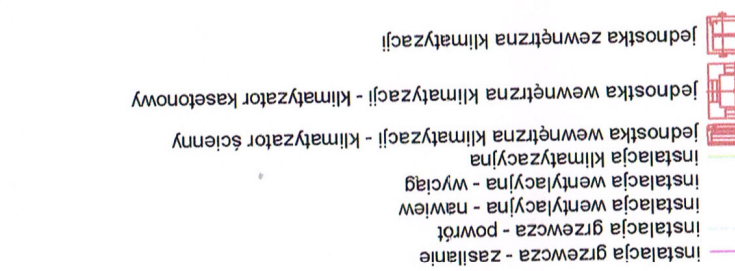 instalacja grzewcza - zasilanie
instalacja grzewcza - powrót
instalacja wentylacyjna - nawiew
instalacja wentylacyjna - wyciąg
instalacja klimatyzacyjna
jednostka wewnętrzna klimatyzacji - klimatyzator ścienny
jednostka wewnętrzna klimatyzacji - klimatyzator kasetonowy
jednostka zewnętrzna klimatyzacji